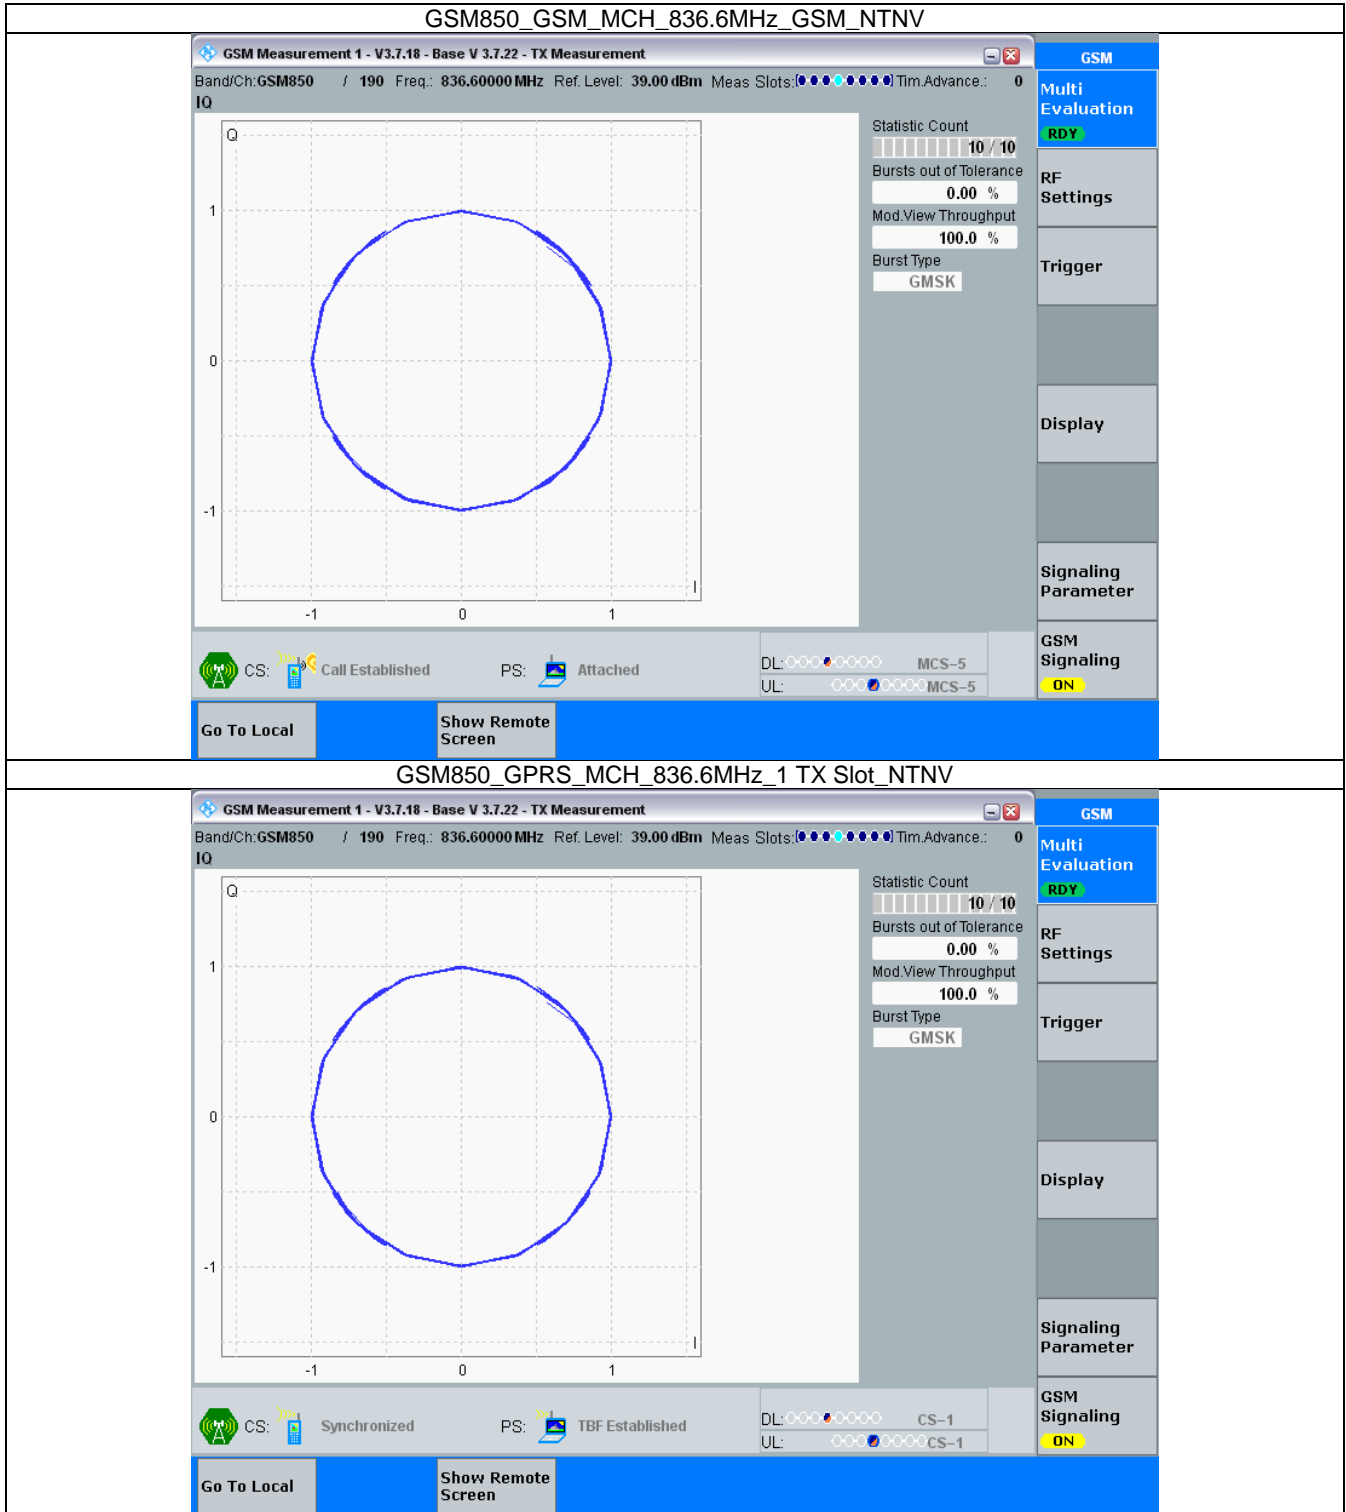 GSM850_GSM_MCH_836.6MHz_GSM_NTNV
GSM Measurement 1 - V3.7.18 - Base V 3.7.22 - TX Measurement
GSM
Band/Ch:GSM850 / 190 Freq.: 836.60000 MHz Ref. Level: 39.00 dBm Meas Slots: Tim.Advance.: 0
IQ
Multi
Evaluation
RDY
Q
Statistic Count
10 / 10
Bursts out of Tolerance
0.00 %
Mod.View Throughput
100.0 %
Burst Type
GMSK
RF
Settings
Trigger
1
0
-1
I
-1 0 1
Display
Signaling
Parameter
GSM
Signaling
ON
CS: Call Established PS: Attached
DL: MCS-5
UL: MCS-5
Go To Local
Show Remote
Screen
GSM850_GPRS_MCH_836.6MHz_1 TX Slot_NTNV
GSM Measurement 1 - V3.7.18 - Base V 3.7.22 - TX Measurement
GSM
Band/Ch:GSM850 / 190 Freq.: 836.60000 MHz Ref. Level: 39.00 dBm Meas Slots: Tim.Advance.: 0
IQ
Multi
Evaluation
RDY
Q
Statistic Count
10 / 10
Bursts out of Tolerance
0.00 %
Mod.View Throughput
100.0 %
Burst Type
GMSK
RF
Settings
Trigger
1
0
-1
I
-1 0 1
Display
Signaling
Parameter
GSM
Signaling
ON
CS: Synchronized PS: TBF Established
DL: CS-1
UL: CS-1
Go To Local
Show Remote
Screen